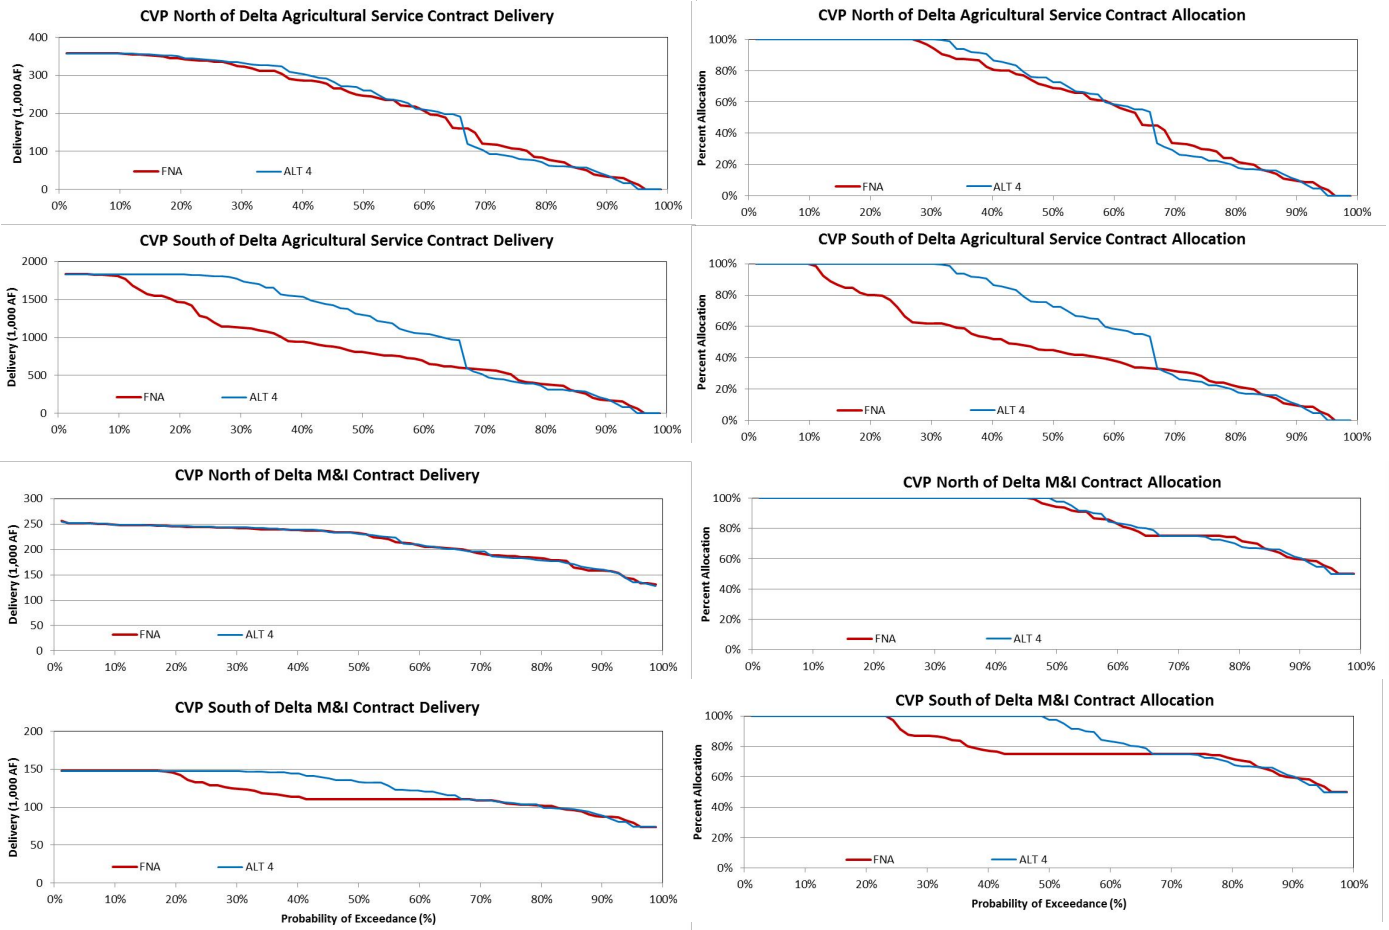 CVP North of Delta Agricultural Service Contract Delivery
Delivery (1,000 AF)
400
300
200
100
0
FNA
ALT 4
0% 10% 20% 30% 40% 50% 60% 70% 80% 90% 100%
CVP North of Delta Agricultural Service Contract Allocation
Percent Allocation
100%
80%
60%
40%
20%
0%
FNA
ALT 4
0% 10% 20% 30% 40% 50% 60% 70% 80% 90% 100%
CVP South of Delta Agricultural Service Contract Delivery
Delivery (1,000 AF)
2000
1500
1000
500
0
FNA
ALT 4
0% 10% 20% 30% 40% 50% 60% 70% 80% 90% 100%
CVP South of Delta Agricultural Service Contract Allocation
Percent Allocation
100%
80%
60%
40%
20%
0%
FNA
ALT 4
0% 10% 20% 30% 40% 50% 60% 70% 80% 90% 100%
CVP North of Delta M&I Contract Delivery
Delivery (1,000 AF)
300
250
200
150
100
50
0
FNA
ALT 4
0% 10% 20% 30% 40% 50% 60% 70% 80% 90% 100%
CVP North of Delta M&I Contract Allocation
Percent Allocation
100%
80%
60%
40%
20%
0%
FNA
ALT 4
0% 10% 20% 30% 40% 50% 60% 70% 80% 90% 100%
CVP South of Delta M&I Contract Delivery
Delivery (1,000 AF)
200
150
100
50
0
FNA
ALT 4
0% 10% 20% 30% 40% 50% 60% 70% 80% 90% 100%
Probability of Exceedance (%)
CVP South of Delta M&I Contract Allocation
Percent Allocation
100%
80%
60%
40%
20%
0%
FNA
ALT 4
0% 10% 20% 30% 40% 50% 60% 70% 80% 90% 100%
Probability of Exceedance (%)